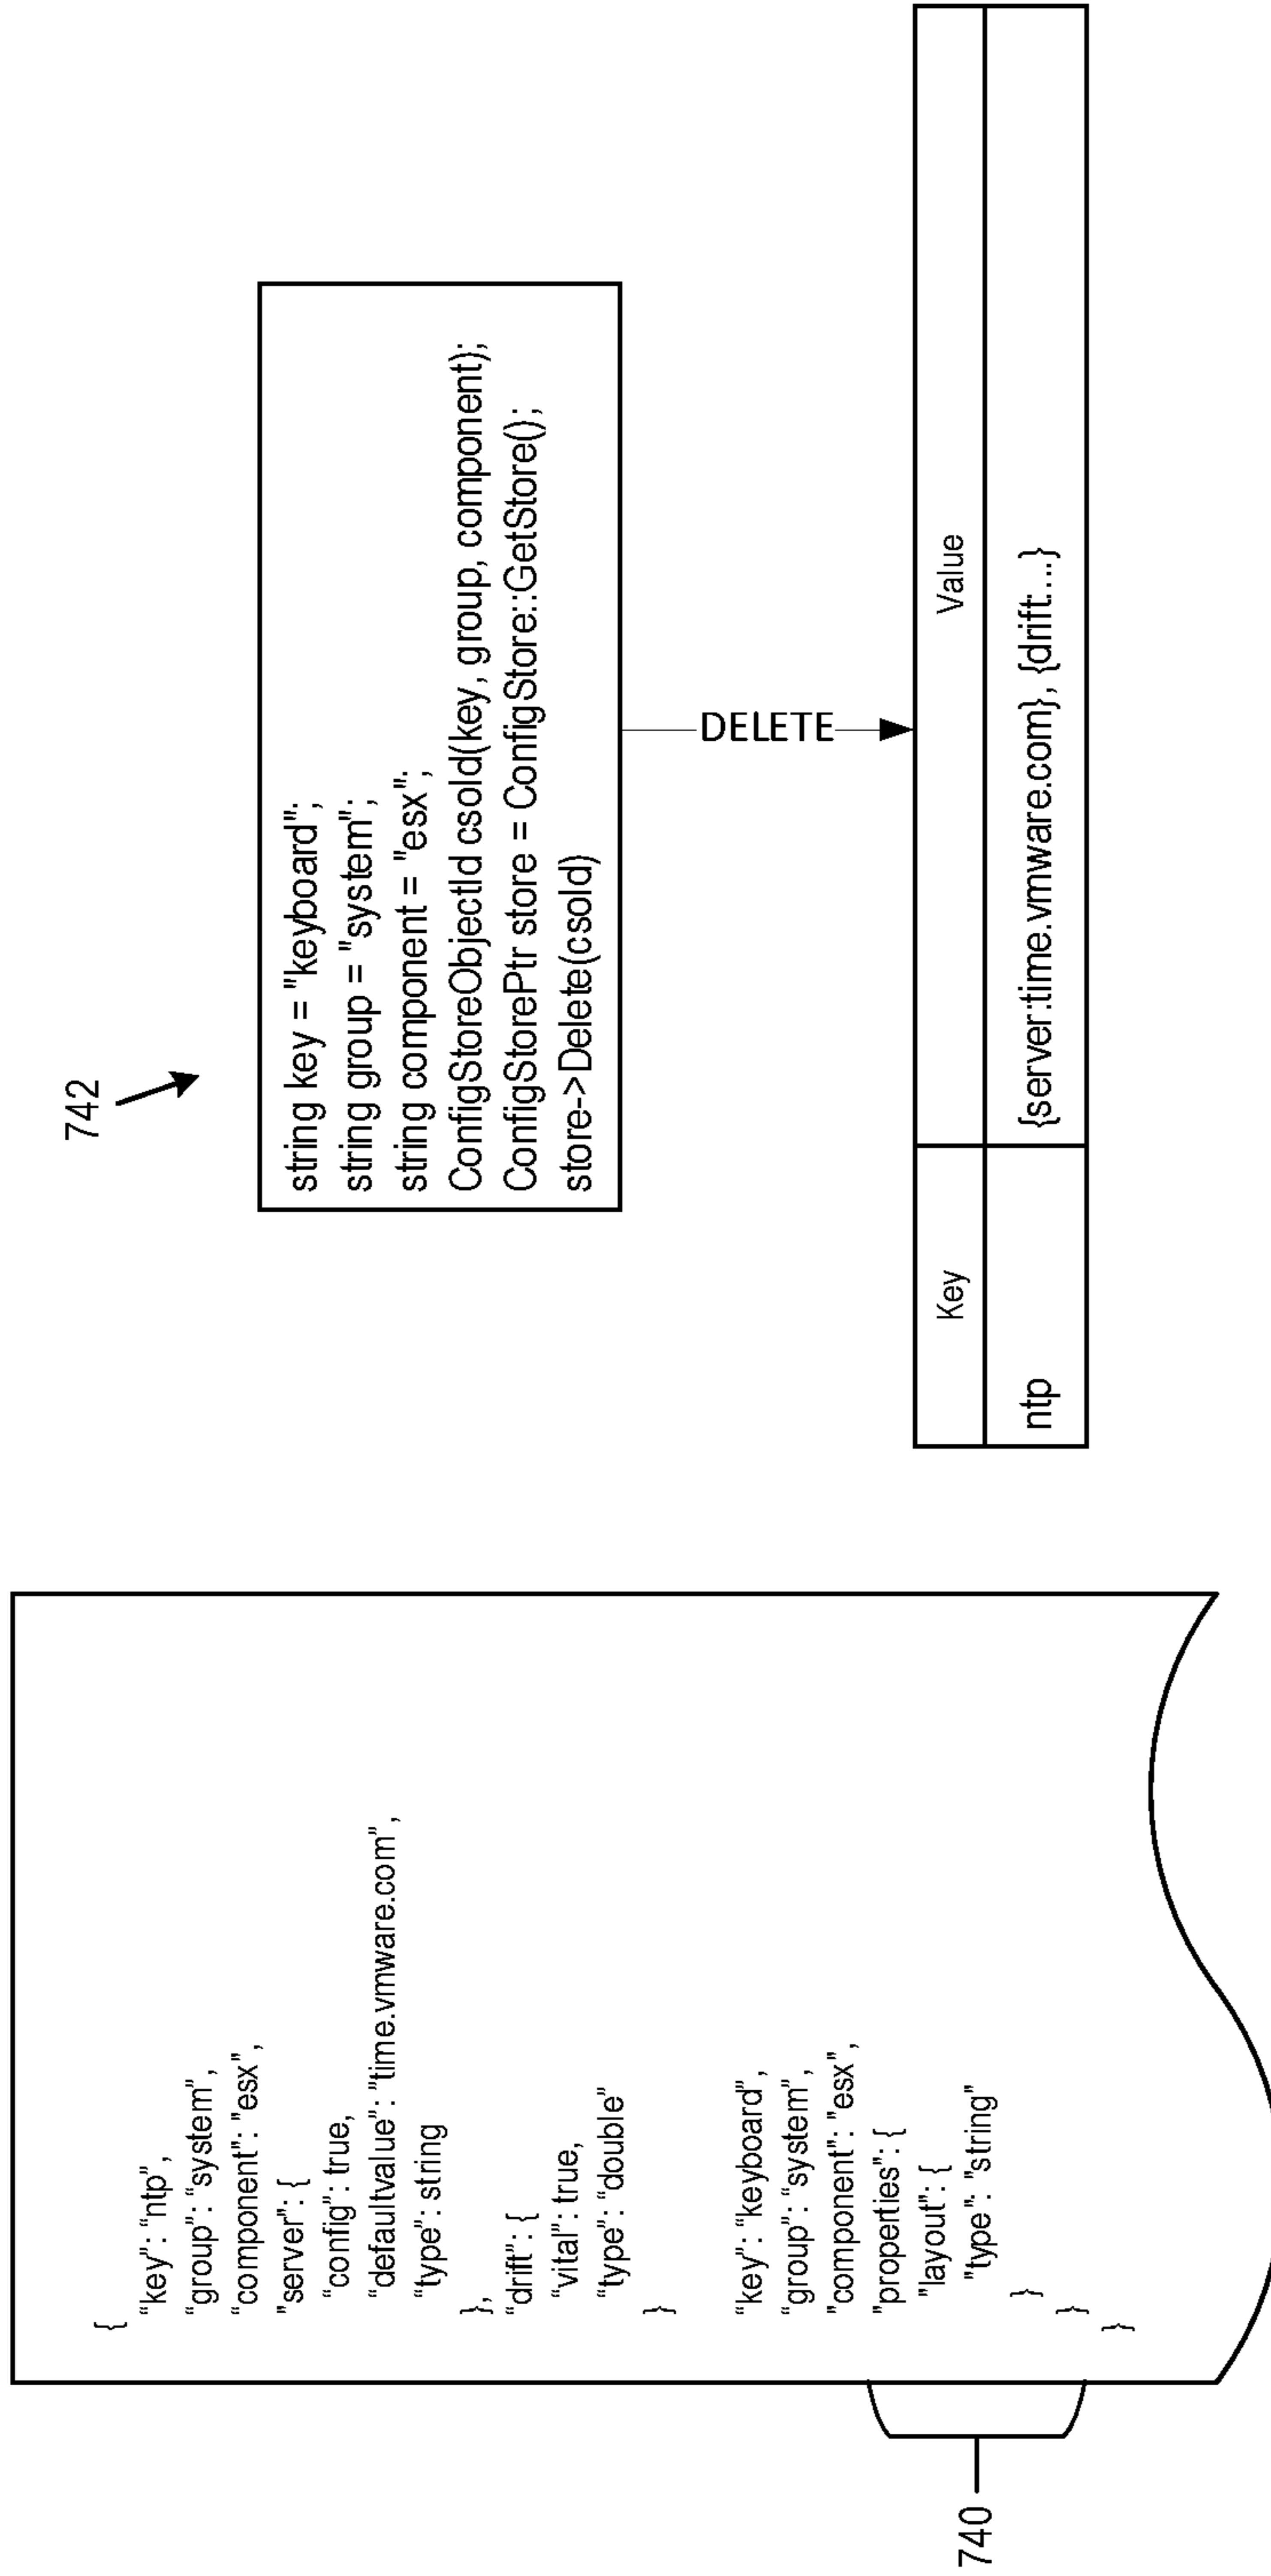 {
“key”: “ntp”,
“group”: “system”,
“component”: "esx”,
"server”: {
“config”: true,
“defaultvalue”: "time.vmware.com”,
“type”: string
},
“drift”: {
“vital”: true,
“type”: “double”
}
“key”: “keyboard”,
“group”: “system”,
“component”: "esx”,
"properties”: {
"layout”: {
"type”: "string”
}
}
}
740
742
string key = "keyboard";
string group = "system";
string component = "esx";
ConfigStoreObjectId csoId(key, group, component);
ConfigStorePtr store = ConfigStore::GetStore();
store->Delete(csoId)
DELETE
Key Value
ntp {server:time.vmware.com}, {drift:...}